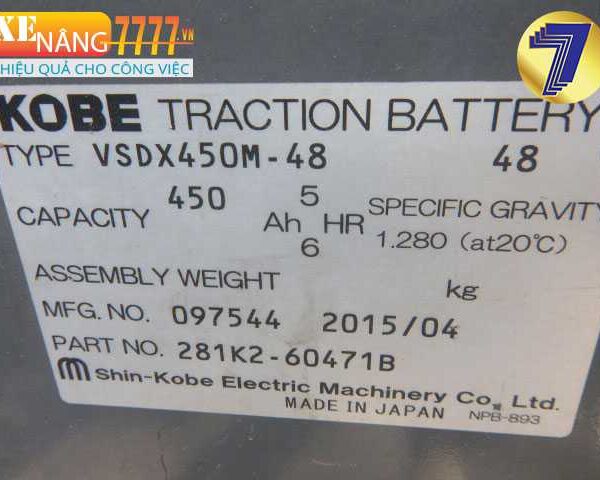 XE
NÂNG7777.VN
HIỆU QUẢ CHO CÔNG VIỆC
7
KOBE TRACTION BATTERY
TYPE VSDX450M-48 48
CAPACITY 450 Ah 5 HR 6 SPECIFIC GRAVITY
1.280 (at20℃)
ASSEMBLY WEIGHT kg
MFG. NO. 097544 2015/04
PART NO. 281K2-60471B
Shin-Kobe Electric Machinery Co., Ltd.
MADE IN JAPAN NPB-893